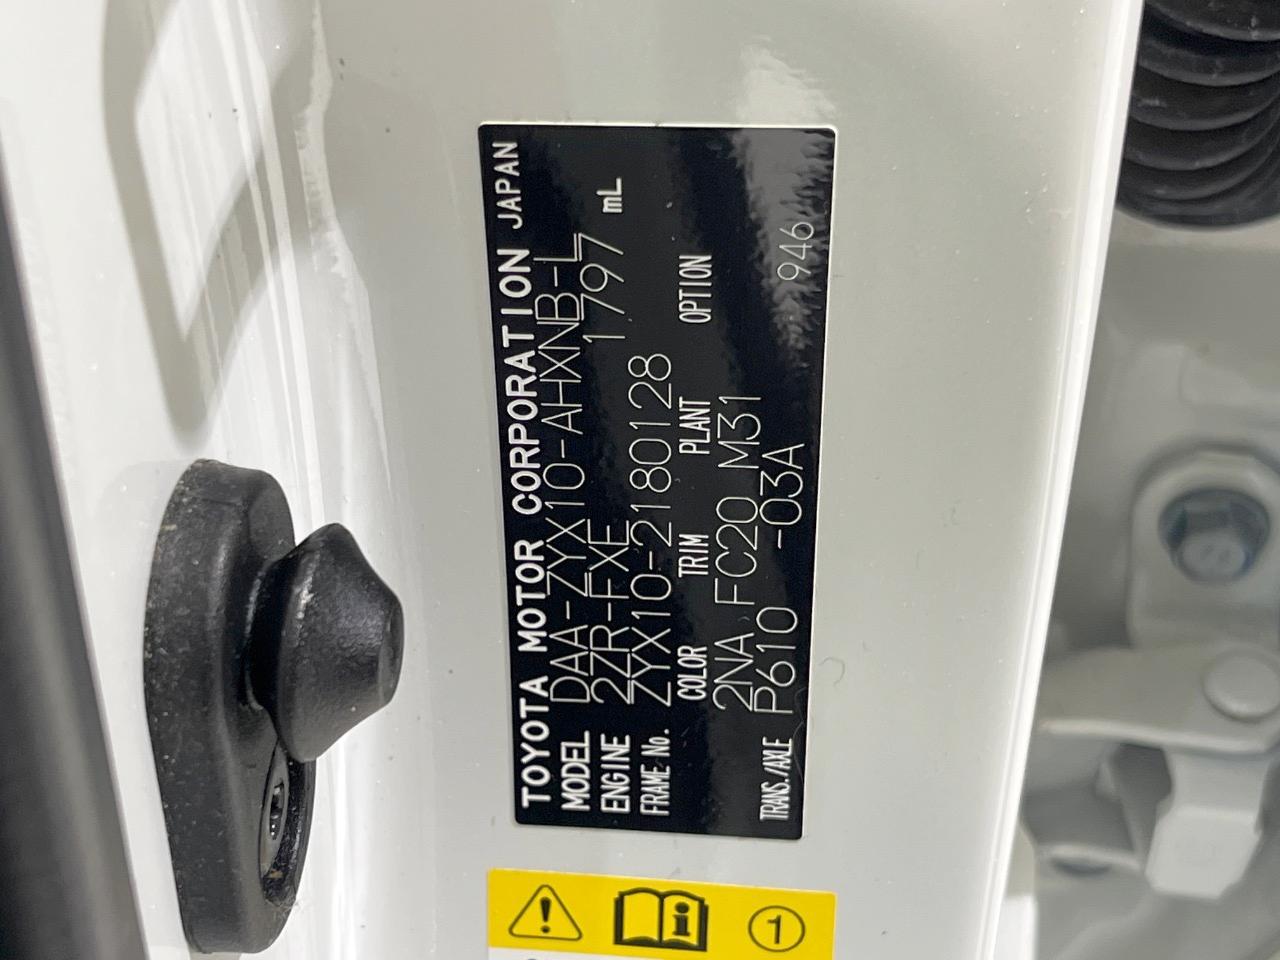 TOYOTA MOTOR CORPORATION JAPAN
MODEL DAA-ZYX10-AHXNB-L
ENGINE 2ZR-FXE 1797 mL
FRAME No. ZYX10-2180128
COLOR TRIM PLANT OPTION
2NA FC20 M31
TRANS./AXLE P610 -03A 946
1